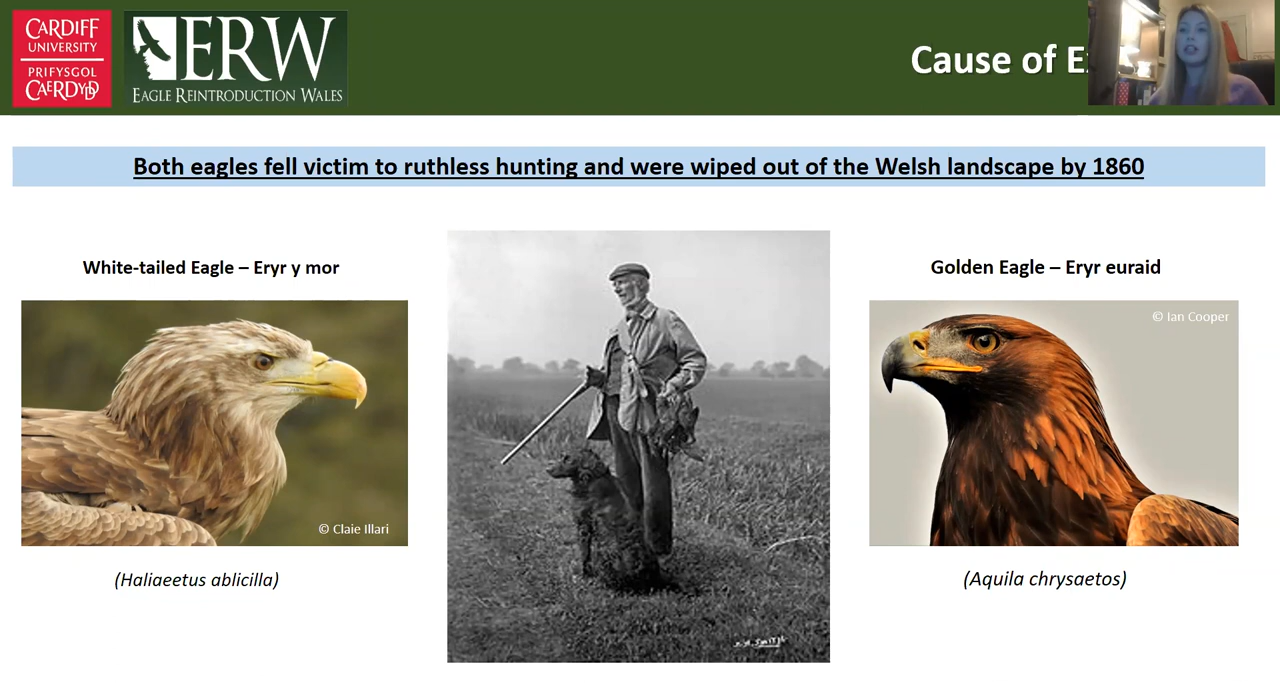 CARDIFF
UNIVERSITY
PRIFYSGOL
CAERDYDD
ERW
EAGLE REINTRODUCTION WALES
Cause of
Both eagles fell victim to ruthless hunting and were wiped out of the Welsh landscape by 1860
White-tailed Eagle – Eryr y mor
Golden Eagle – Eryr euraid
© Ian Cooper
© Claie Illari
(Haliaeetus ablicilla)
(Aquila chrysaetos)